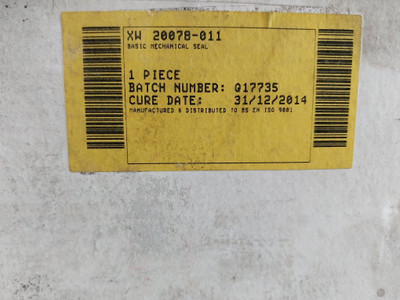 XW 20078-011
BASIC MECHANICAL SEAL
1 PIECE
BATCH NUMBER: Q17735
CURE DATE: 31/12/2014
MANUFACTURED & DISTRIBUTED TO BS EN ISO 9001